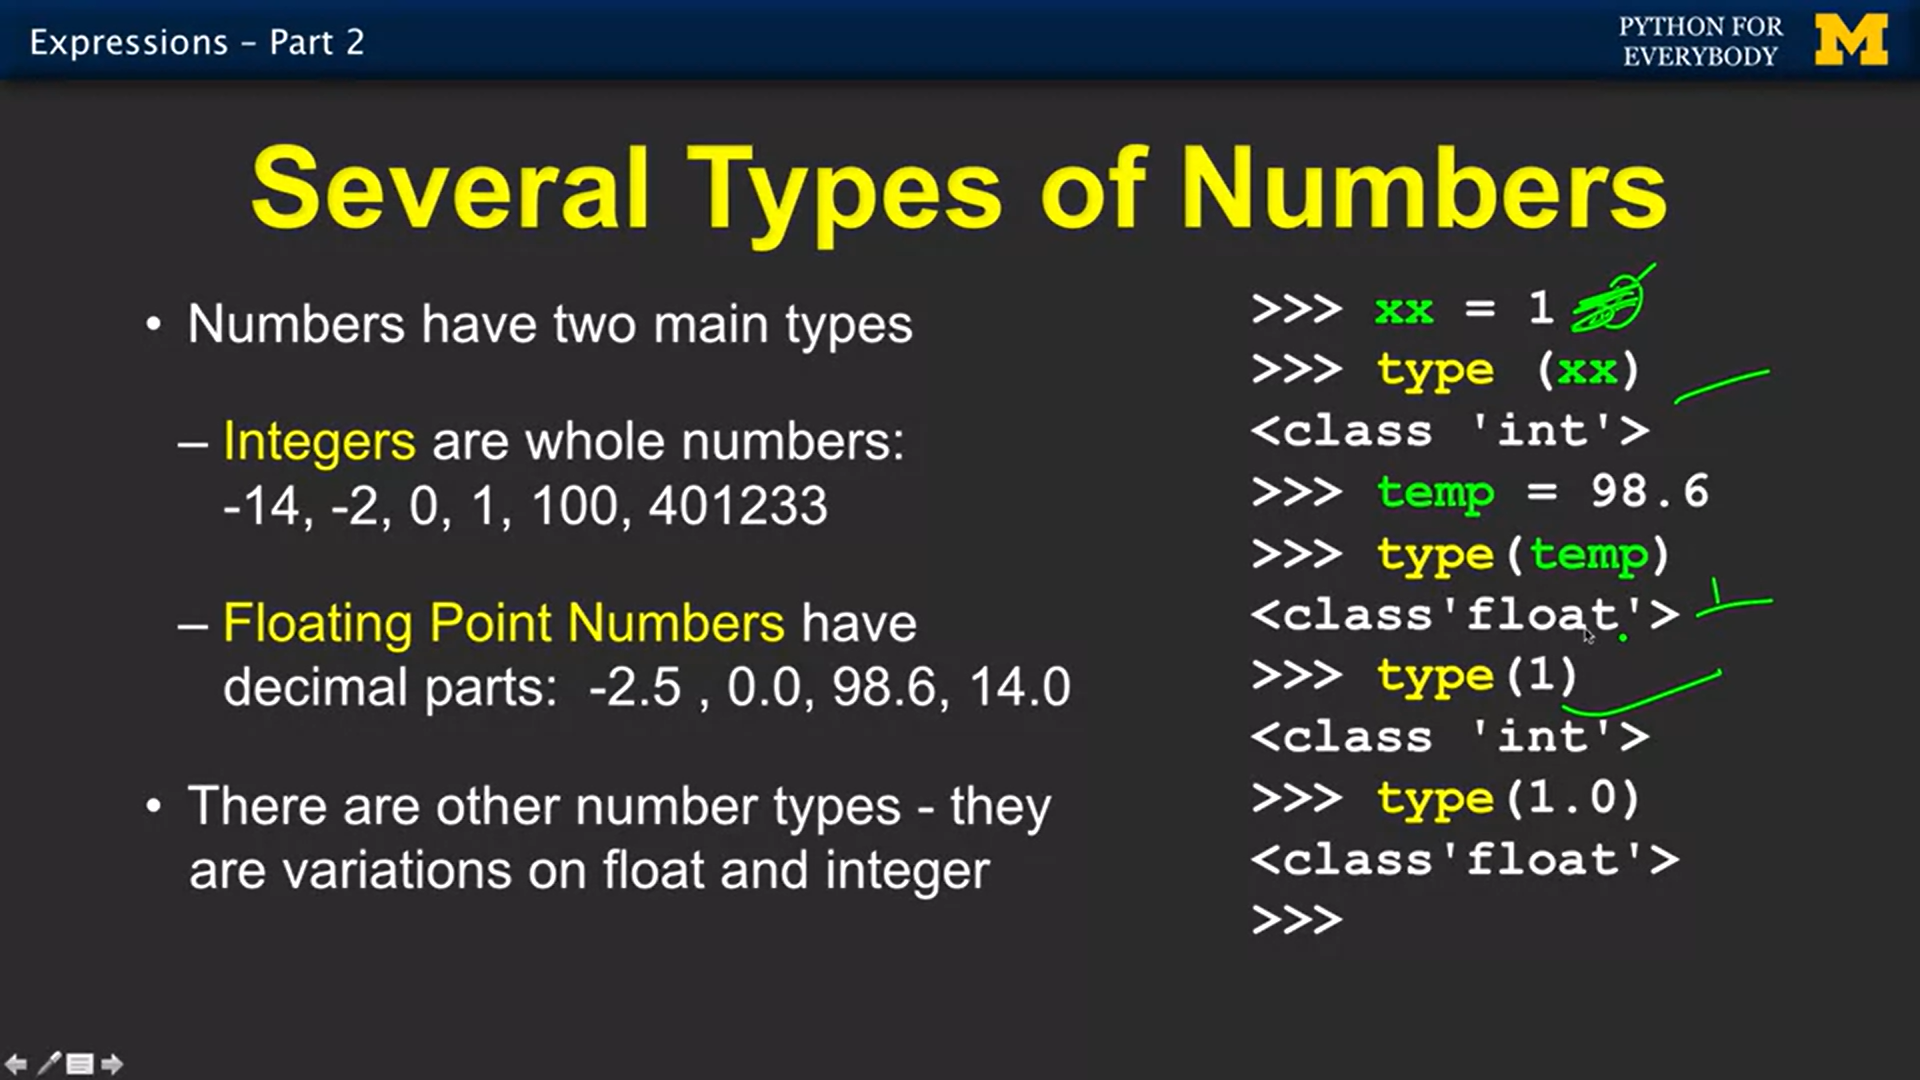 Expressions – Part 2
PYTHON FOR
EVERYBODY
M
Several Types of Numbers
• Numbers have two main types
– Integers are whole numbers:
-14, -2, 0, 1, 100, 401233
– Floating Point Numbers have
decimal parts: -2.5 , 0.0, 98.6, 14.0
• There are other number types - they
are variations on float and integer
>>> xx = 1
>>> type (xx)
<class 'int'>
>>> temp = 98.6
>>> type(temp)
<class'float'>
>>> type(1)
<class 'int'>
>>> type(1.0)
<class'float'>
>>>